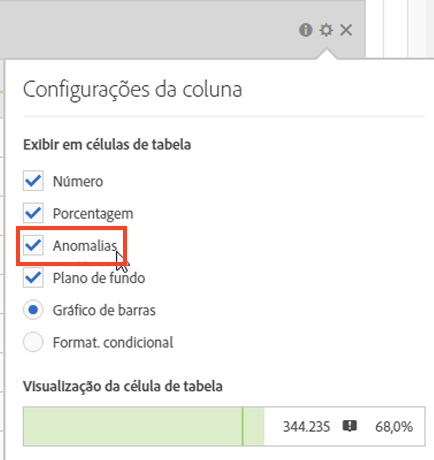 Configurações da coluna
Exibir em células de tabela
Número
Porcentagem
Anomalias
Plano de fundo
Gráfico de barras
Format. condicional
Visualização da célula de tabela
344.235 68,0%